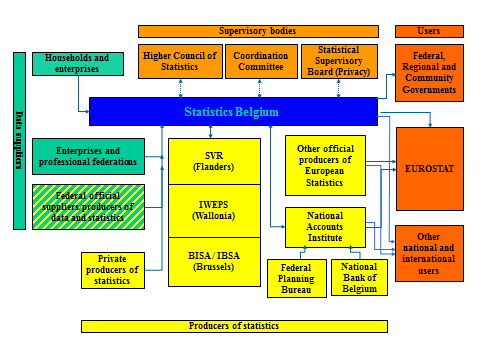 Supervisory bodies
Users
Households and
enterprises
Higher Council of
Statistics
Coordination
Committee
Statistical
Supervisory
Board (Privacy)
Federal,
Regional and
Community
Governments
Data suppliers
Statistics Belgium
Enterprises and
professional federations
SVR
(Flanders)
Other official
producers of
European
Statistics
EUROSTAT
Federal official
suppliers/producers of
data and statistics
IWEPS
(Wallonia)
National
Accounts
Institute
Other
national and
international
users
Private
producers of
statistics
BISA / IBSA
(Brussels)
Federal
Planning
Bureau
National
Bank of
Belgium
Producers of statistics